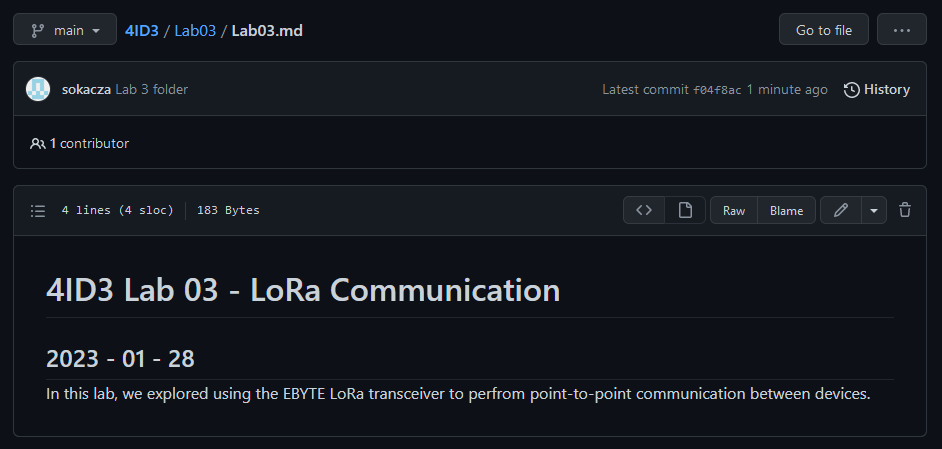 main 4ID3 / Lab03 / Lab03.md Go to file ...
sokacza Lab 3 folder Latest commit f04f8ac 1 minute ago History
1 contributor
4 lines (4 sloc) 183 Bytes <> Raw Blame
4ID3 Lab 03 - LoRa Communication
2023 - 01 - 28
In this lab, we explored using the EBYTE LoRa transceiver to perfrom point-to-point communication between devices.